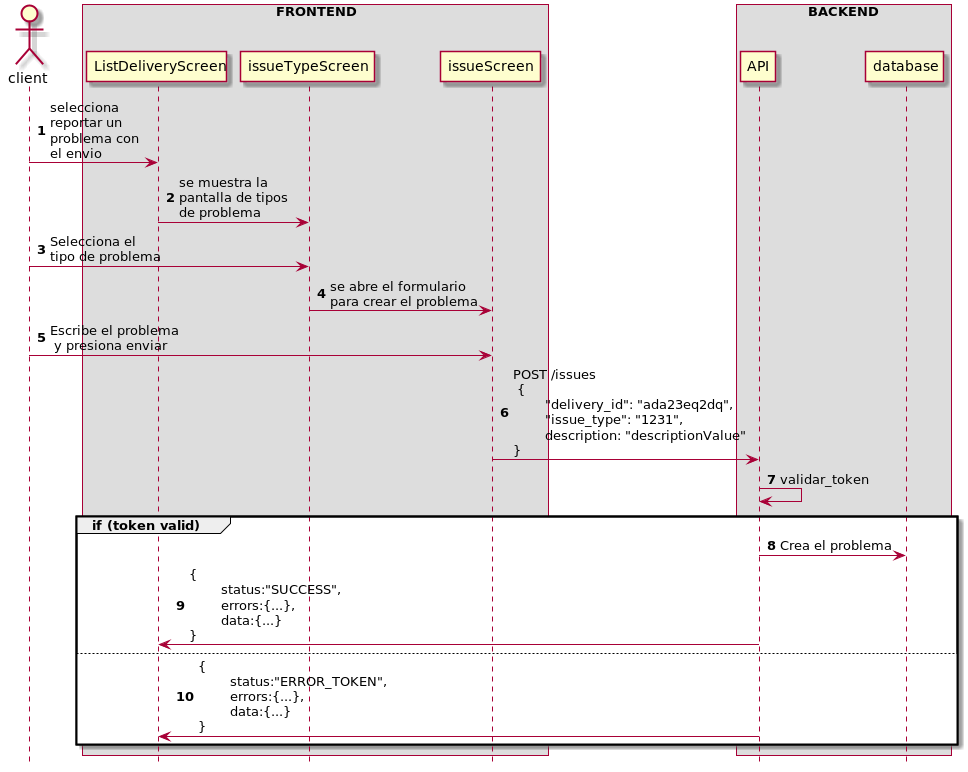 FRONTEND
BACKEND
client
ListDeliveryScreen
issueTypeScreen
issueScreen
API
database
1 selecciona
reportar un
problema con
el envio
2 se muestra la
pantalla de tipos
de problema
3 Selecciona el
tipo de problema
4 se abre el formulario
para crear el problema
5 Escribe el problema
y presiona enviar
6 POST /issues
{
"delivery_id": "ada23eq2dq",
"issue_type": "1231",
description: "descriptionValue"
}
7 validar_token
if (token valid)
8 Crea el problema
9 {
status:"SUCCESS",
errors:{...},
data:{...}
}
10 {
status:"ERROR_TOKEN",
errors:{...},
data:{...}
}